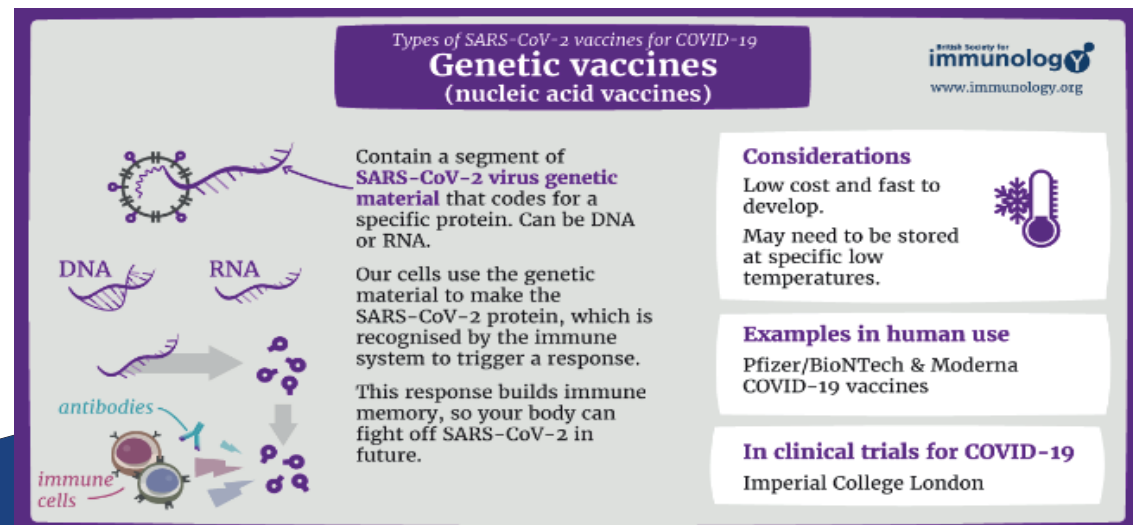 Types of SARS-CoV-2 vaccines for COVID-19
Genetic vaccines
(nucleic acid vaccines)
British Society for
immunology
www.immunology.org
Contain a segment of
SARS-CoV-2 virus genetic
material that codes for a
specific protein. Can be DNA
or RNA.
Our cells use the genetic
material to make the
SARS-CoV-2 protein, which is
recognised by the immune
system to trigger a response.
This response builds immune
memory, so your body can
fight off SARS-CoV-2 in
future.
DNA
RNA
antibodies
immune
cells
Considerations
Low cost and fast to
develop.
May need to be stored
at specific low
temperatures.
Examples in human use
Pfizer/BioNTech & Moderna
COVID-19 vaccines
In clinical trials for COVID-19
Imperial College London